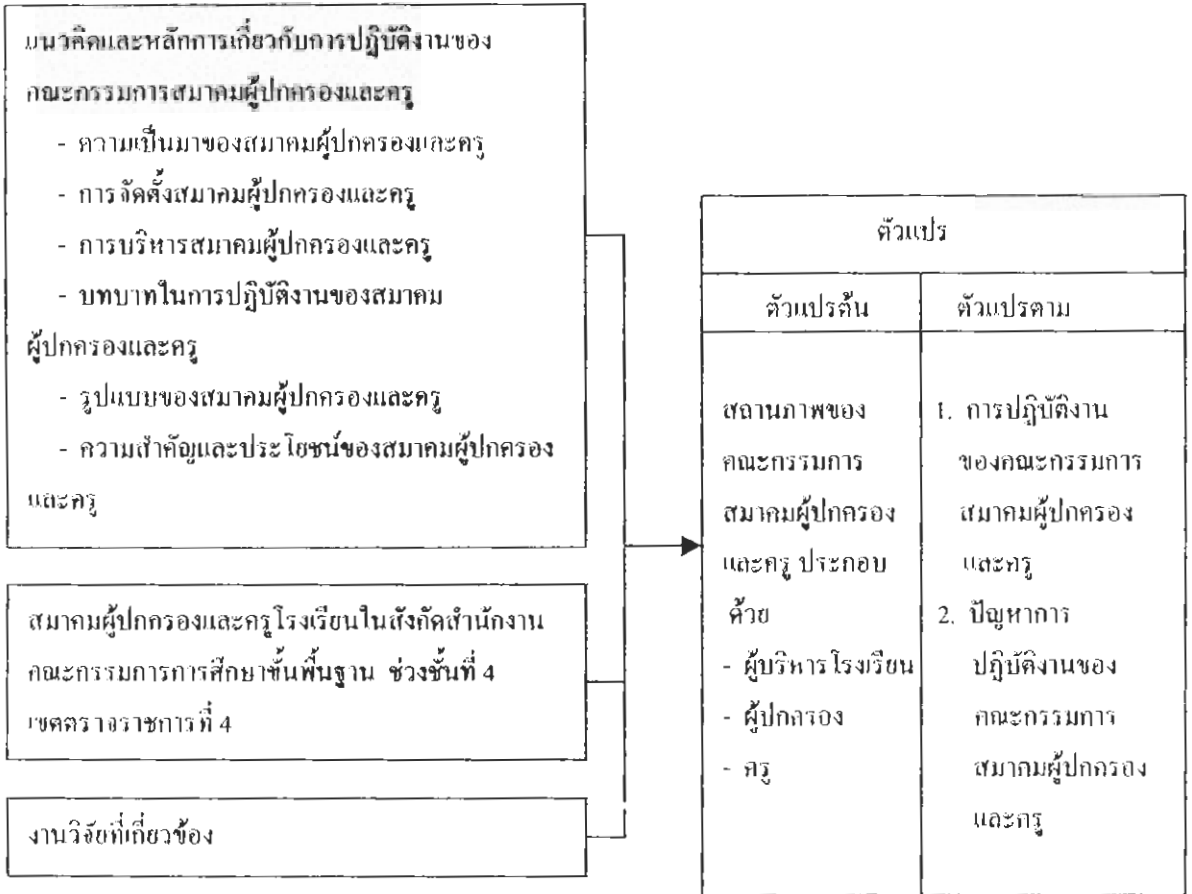 แนวคิดและหลักการเกี่ยวกับการปฏิบัติงานของ
คณะกรรมการสมาคมผู้ปกครองและครู
- ความเป็นมาของสมาคมผู้ปกครองและครู
- การจัดตั้งสมาคมผู้ปกครองและครู
- การบริหารสมาคมผู้ปกครองและครู
- บทบาทในการปฏิบัติงานของสมาคม
ผู้ปกครองและครู
- รูปแบบของสมาคมผู้ปกครองและครู
- ความสำคัญและประโยชน์ของสมาคมผู้ปกครอง
และครู
สมาคมผู้ปกครองและครูโรงเรียนในสังกัดสำนักงาน
คณะกรรมการการศึกษาขั้นพื้นฐาน ช่วงชั้นที่ 4
เขตตรวจราชการที่ 4
งานวิจัยที่เกี่ยวข้อง
ตัวแปร
ตัวแปรต้น
สถานภาพของ
คณะกรรมการ
สมาคมผู้ปกครอง
และครู ประกอบ
ด้วย
- ผู้บริหารโรงเรียน
- ผู้ปกครอง
- ครู
ตัวแปรตาม
1. การปฏิบัติงาน
ของคณะกรรมการ
สมาคมผู้ปกครอง
และครู
2. ปัญหาการ
ปฏิบัติงานของ
คณะกรรมการ
สมาคมผู้ปกครอง
และครู